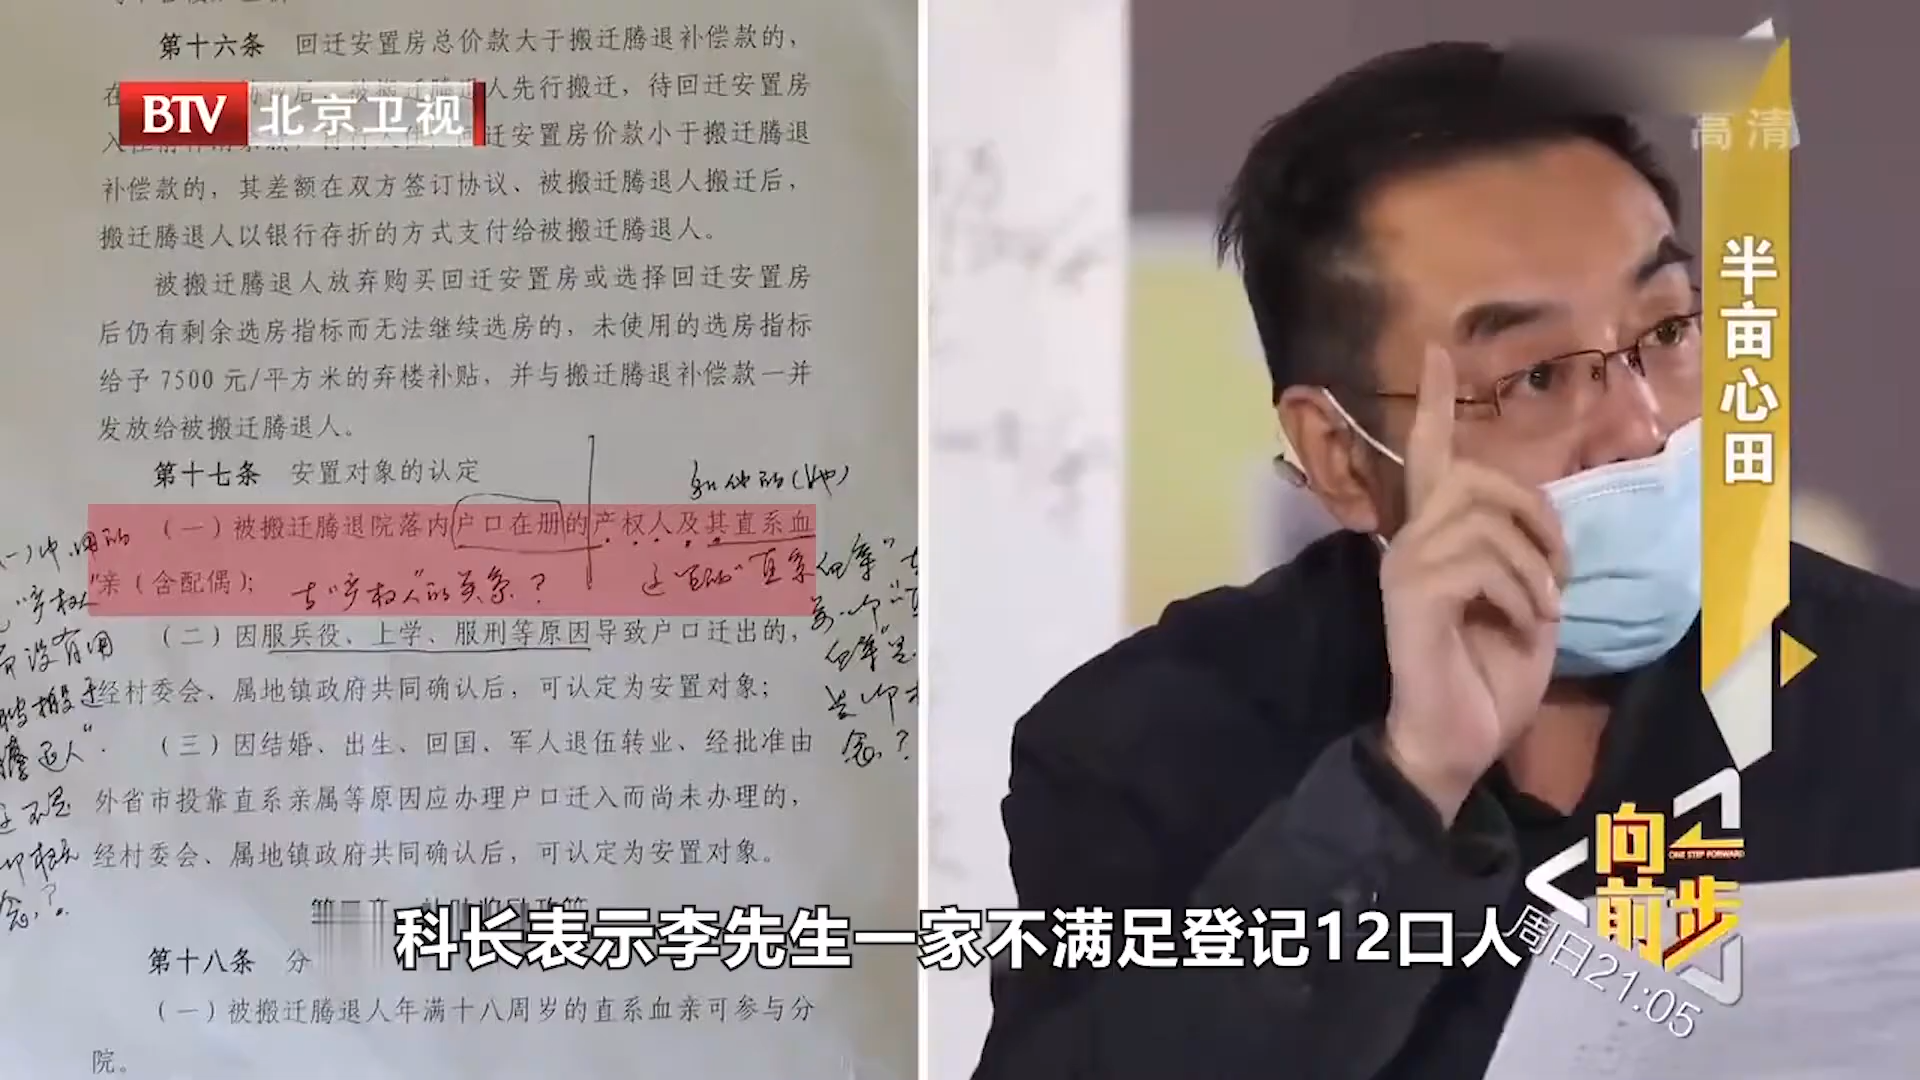 第十六条 回迁安置房总价款大于搬迁腾退补偿款的，
人先行搬迁，待回迁安置房
BTV 北京卫视
迁安置房价款小于搬迁腾退
补偿款的，其差额在双方签订协议、被搬迁腾退人搬迁后，
搬迁腾退人以银行存折的方式支付给被搬迁腾退人。
被搬迁腾退人放弃购买回迁安置房或选择回迁安置房
后仍有剩余选房指标而无法继续选房的，未使用的选房指标
给予 7500 元/平方米的弃楼补贴，并与搬迁腾退补偿款一并
发放给被搬迁腾退人。
第十七条 安置对象的认定
和他的(她)
（一）被搬迁腾退院落内户口在册的产权人及其直系血
亲（含配偶）；
与"产权人"的关系？
（二）因服兵役、上学、服刑等原因导致户口迁出的，
经村委会、属地镇政府共同确认后，可认定为安置对象；
（三）因结婚、出生、回国、军人退伍转业、经批准由
外省市投靠直系亲属等原因应办理户口迁入而尚未办理的，
经村委会、属地镇政府共同确认后，可认定为安置对象。
第十八条 分
（一）被搬迁腾退人年满十八周岁的直系血亲可参与分
院。
高清
半亩心田
向前一步
ONE STEP FORWARD
周日21:05
科长表示李先生一家不满足登记12口人